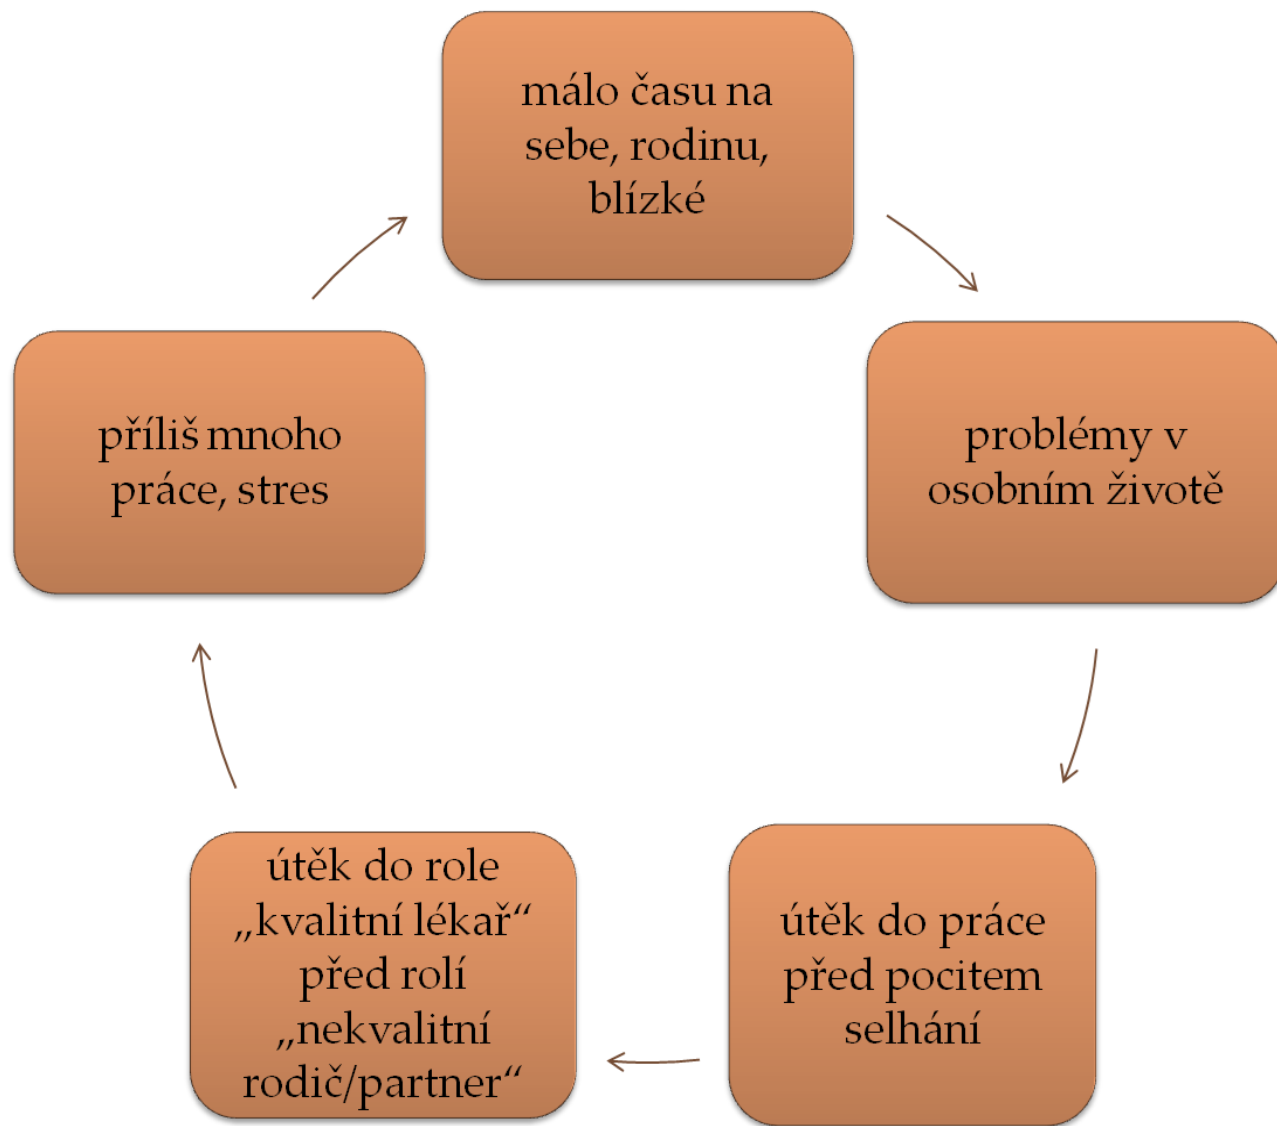 málo času na
sebe, rodinu,
blízké
problémy v
osobním životě
útěk do práce
před pocitem
selhání
útěk do role
„kvalitní lékař“
před rolí
„nekvalitní
rodič/partner“
příliš mnoho
práce, stres